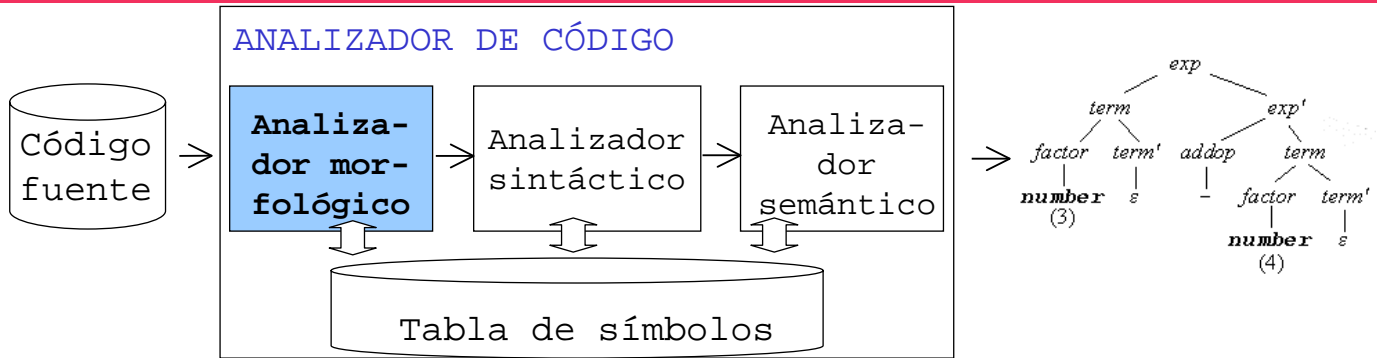 ANALIZADOR DE CÓDIGO
Código
fuente
Analiza-
dor mor-
fológico
Analizador
sintáctico
Analiza-
dor
semántico
Tabla de símbolos
exp
term exp'
factor term' addop term
number ε - factor term'
(3) number ε
(4)